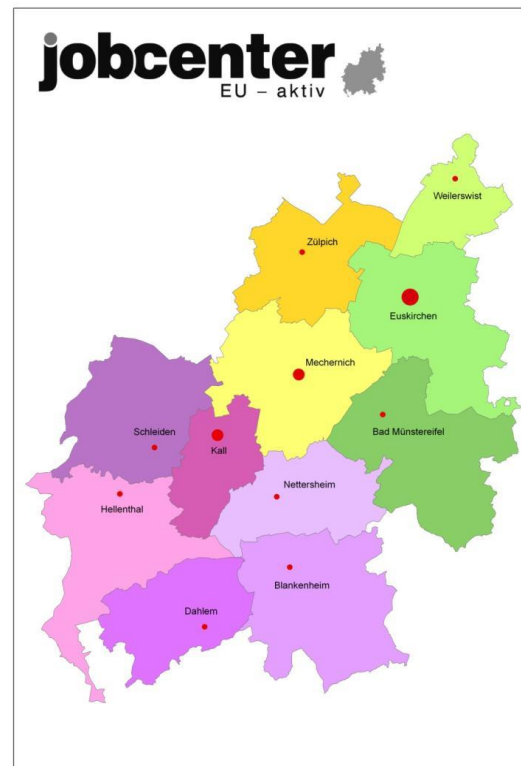 jobcenter
EU – aktiv
Weilerswist
Zülpich
Euskirchen
Mechernich
Bad Münstereifel
Schleiden
Kall
Nettersheim
Hellenthal
Blankenheim
Dahlem